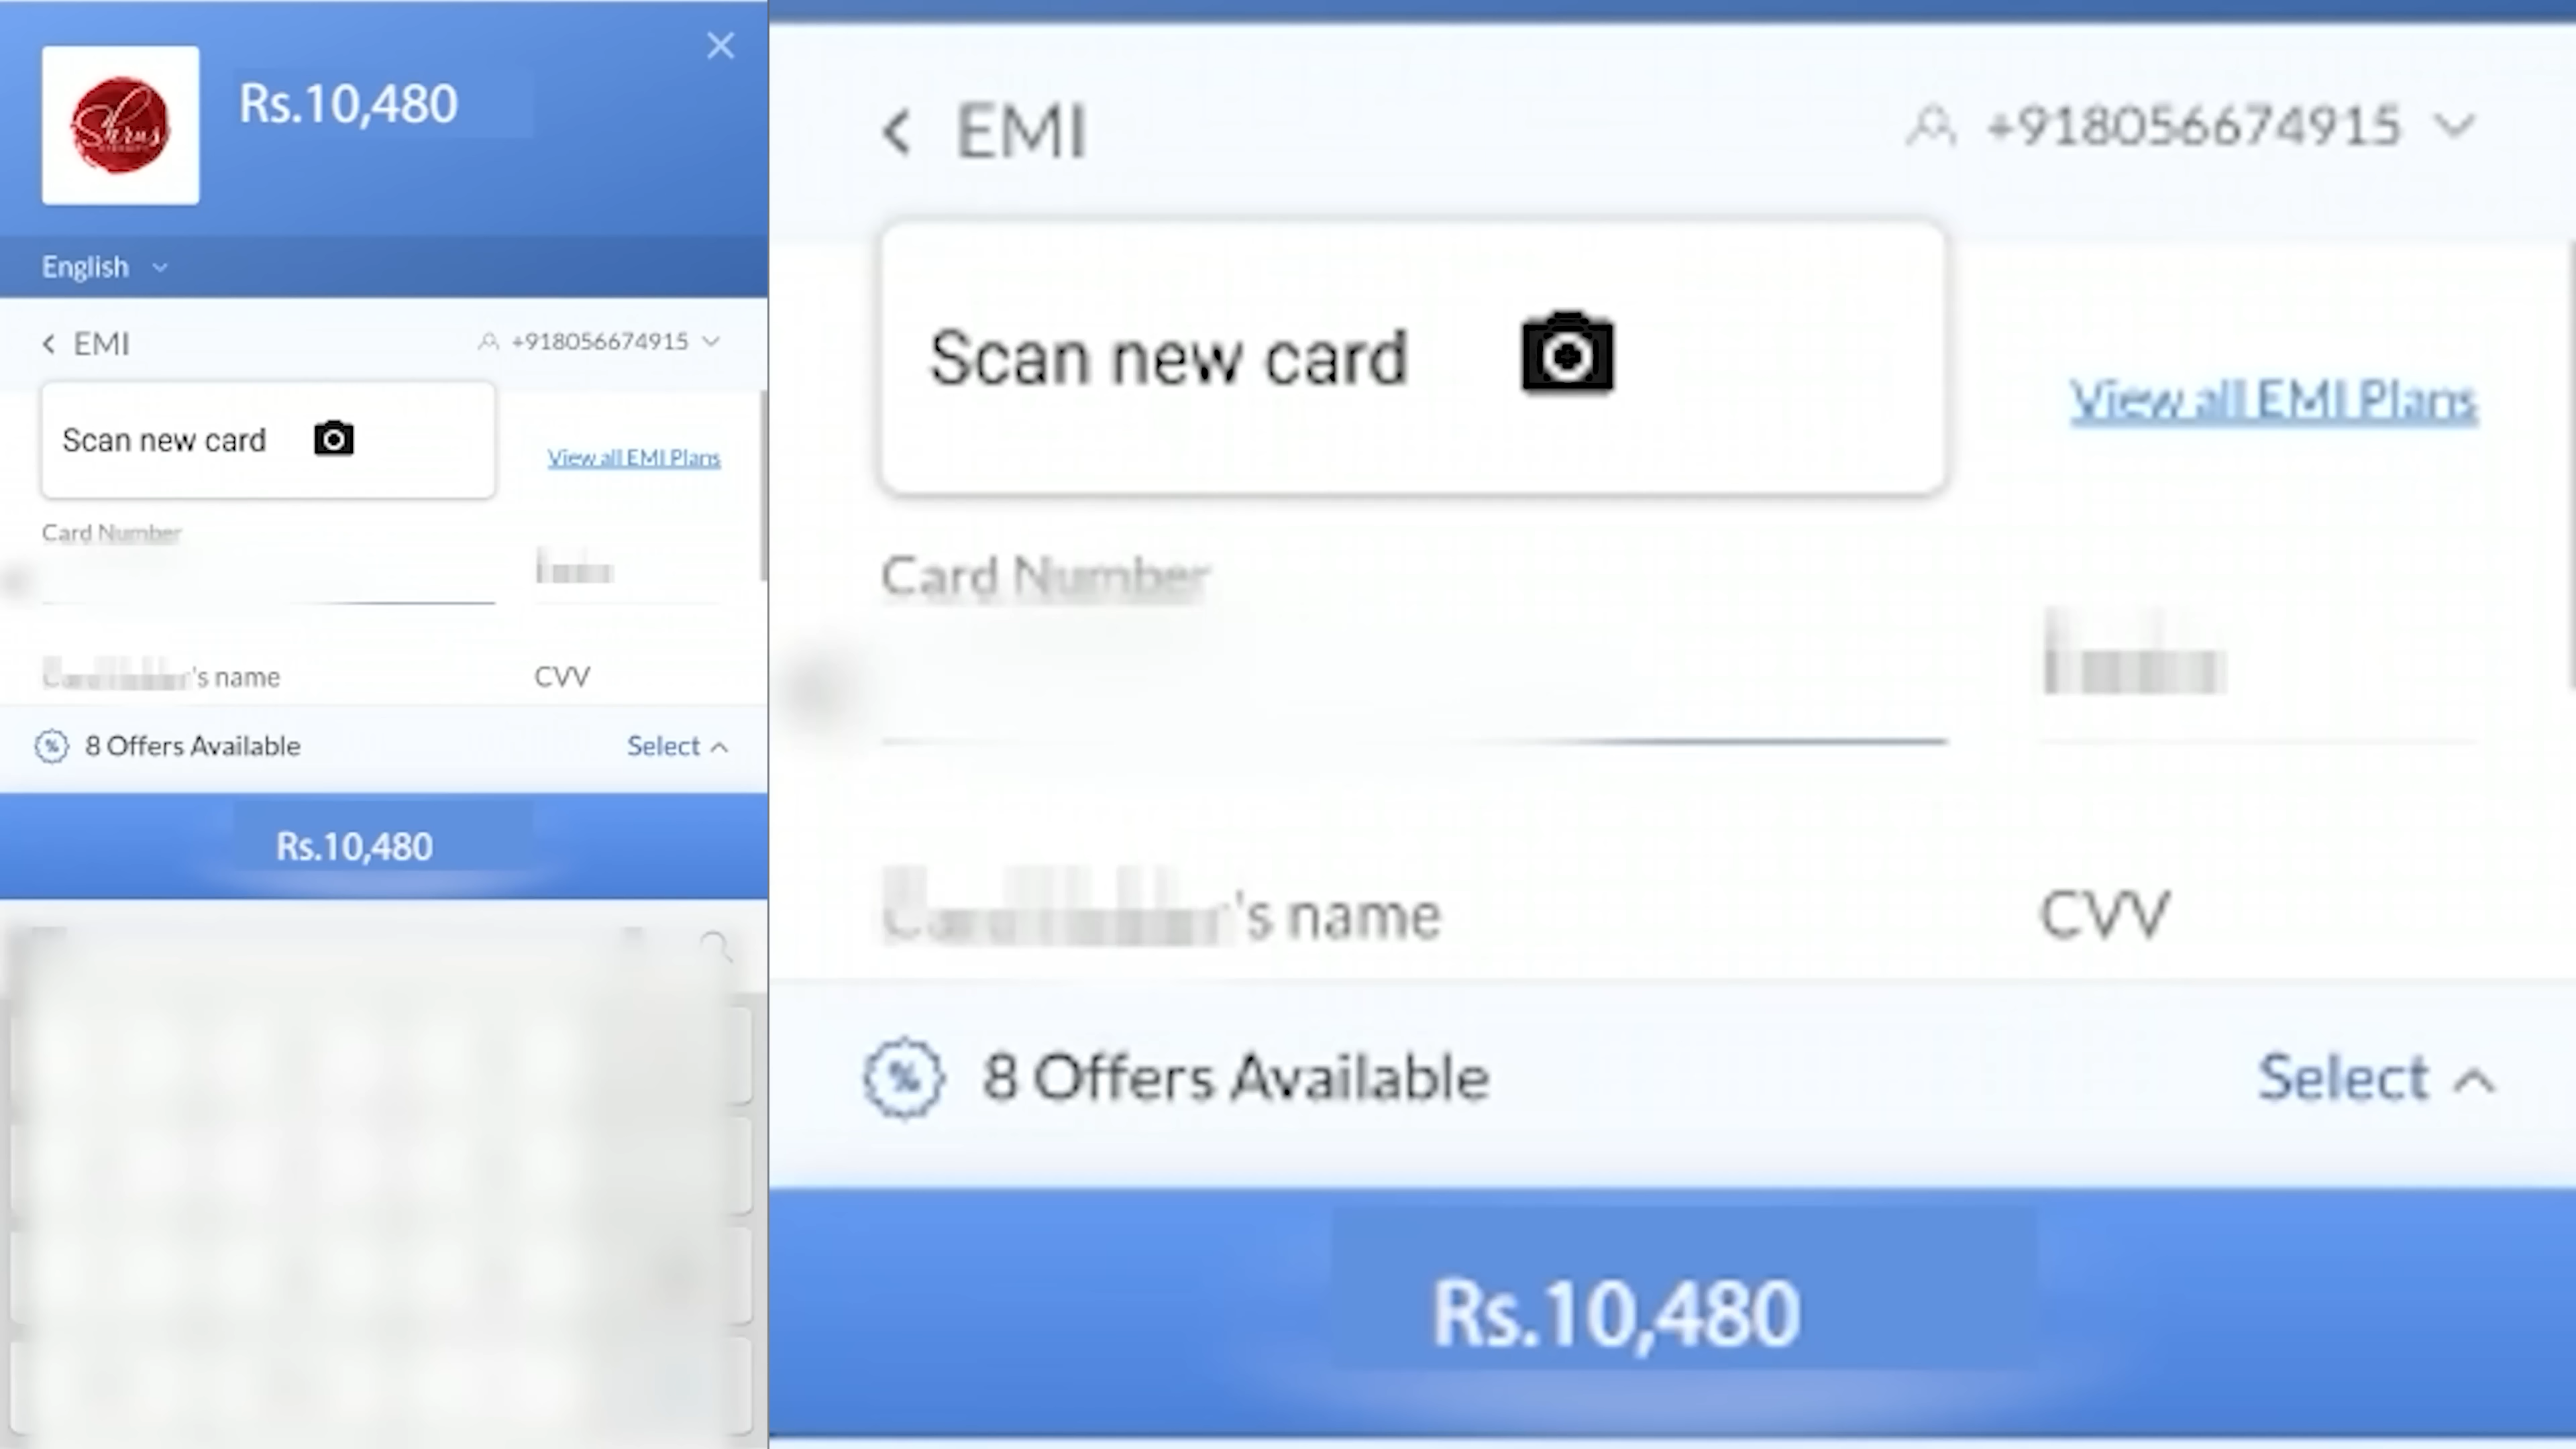 Shrus
Rs.10,480
English
EMI
+918056674915
Scan new card
View all EMI Plans
Card Number
's name
CVV
8 Offers Available
Select
Rs.10,480
EMI
+918056674915
Scan new card
View all EMI Plans
Card Number
's name
CVV
8 Offers Available
Select
Rs.10,480